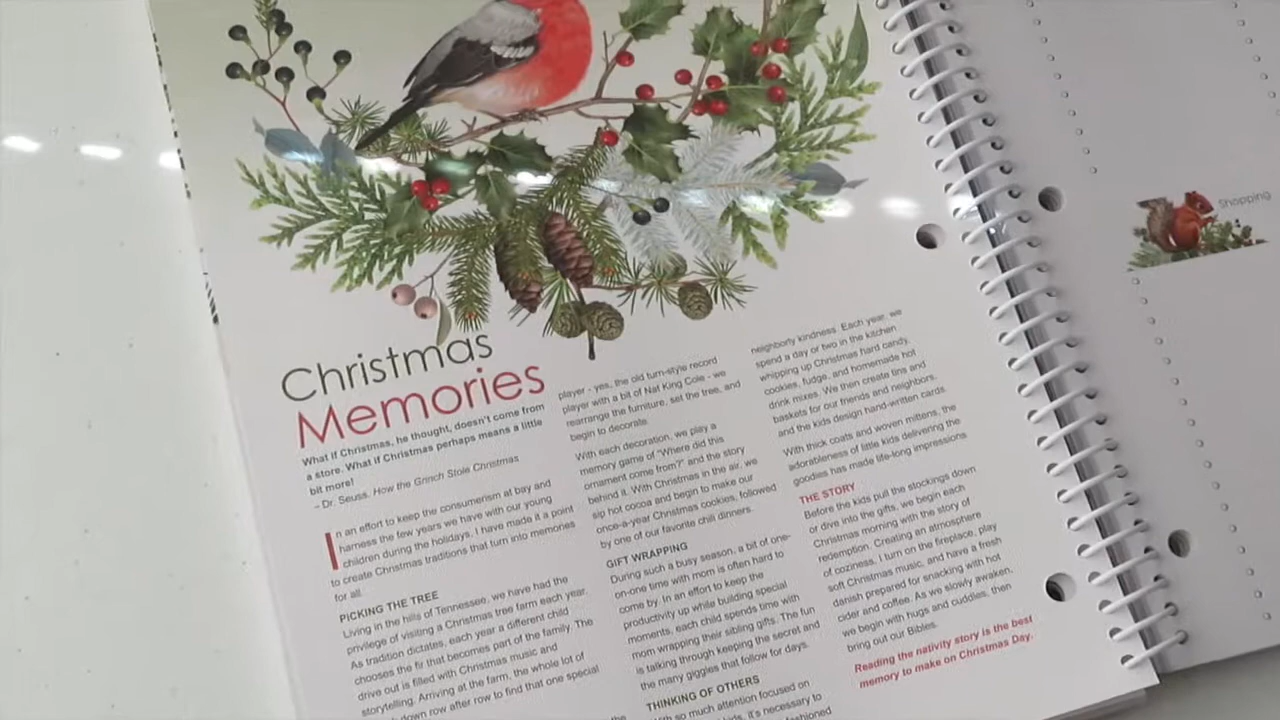 Christmas
Memories
What if Christmas, he thought, doesn't come from
a store. What if Christmas perhaps means a little
bit more!
– Dr. Seuss, How the Grinch Stole Christmas
In an effort to keep the consumerism at bay and
harness the few years we have with our young
children during the holidays, I have made it a point
to create Christmas traditions that turn into memories
for all.
PICKING THE TREE
Living in the hills of Tennessee, we have had the
privilege of visiting a Christmas tree farm each year.
As tradition dictates, each year a different child
chooses the fir that becomes part of the family. The
drive out is filled with Christmas music and
storytelling. Arriving at the farm, the whole lot of
down row after row to find that one special
the
player - yes, the old turn-style record
player with a bit of Nat King Cole - we
rearrange the furniture, set the tree, and
begin to decorate.
With each decoration, we play a
memory game of "Where did this
ornament come from?" and the story
behind it. With Christmas in the air, we
sip hot cocoa and begin to make our
once-a-year Christmas cookies, followed
by one of our favorite chili dinners.
GIFT WRAPPING
During such a busy season, a bit of one-
on-one time with mom is often hard to
come by. In an effort to keep the
productivity up while building special
moments, each child spends time with
mom wrapping their sibling gifts. The fun
is talking through keeping the secret and
the many giggles that follow for days.
THINKING OF OTHERS
With so much attention focused on
kids, it's necessary to
fashioned
neighborly kindness. Each year, we
spend a day or two in the kitchen
whipping up Christmas hard candy,
cookies, fudge, and homemade hot
drink mixes. We then create tins and
baskets for our friends and neighbors,
and the kids design hand-written cards.
With thick coats and woven mittens, the
adorableness of little kids delivering the
goodies has made life-long impressions.
THE STORY
Before the kids pull the stockings down
or dive into the gifts, we begin each
Christmas morning with the story of
redemption. Creating an atmosphere
of coziness, I turn on the fireplace, play
soft Christmas music, and have a fresh
danish prepared for snacking with hot
cider and coffee. As we slowly awaken,
we begin with hugs and cuddles, then
bring out our Bibles.
Reading the nativity story is the best
memory to make on Christmas Day.
Shopping